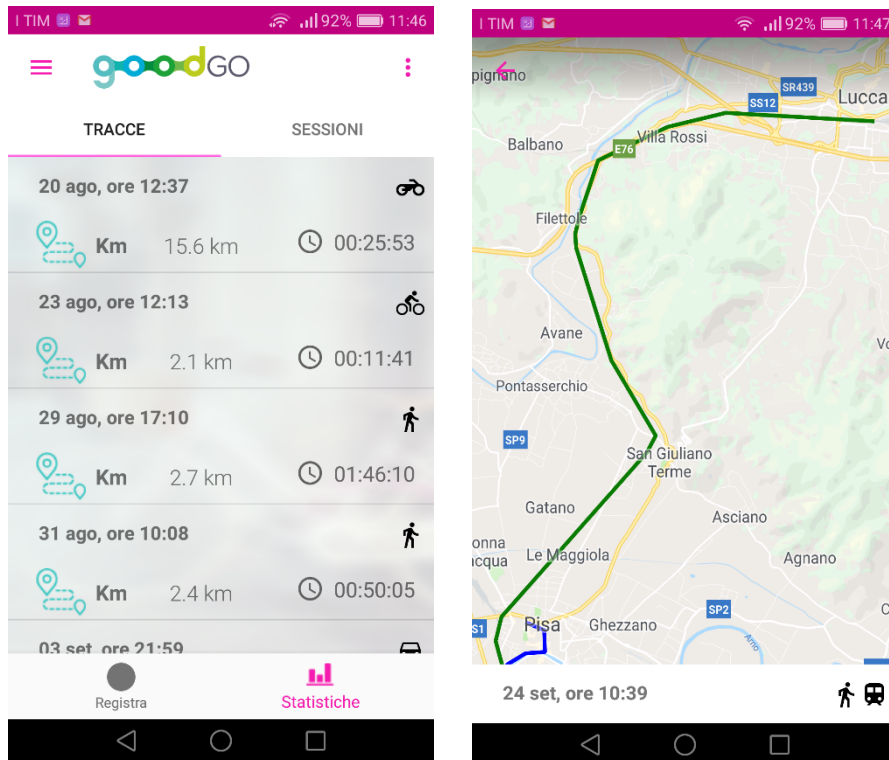 I TIM 92% 11:46
goodGO
TRACCE SESSIONI
20 ago, ore 12:37
Km 15.6 km 00:25:53
23 ago, ore 12:13
Km 2.1 km 00:11:41
29 ago, ore 17:10
Km 2.7 km 01:46:10
31 ago, ore 10:08
Km 2.4 km 00:50:05
03 set, ore 21:59
Registra Statistiche
I TIM 92% 11:47
pignano
SR439
SS12 Lucca
Balbano Villa Rossi
E76
Filettole
Avane
Vo
Pontasserchio
SP9
San Giuliano
Terme
Gatano
Asciano
onna
acqua Le Maggiola Agnano
SP2
S1 Pisa Ghezzano
Arno
24 set, ore 10:39